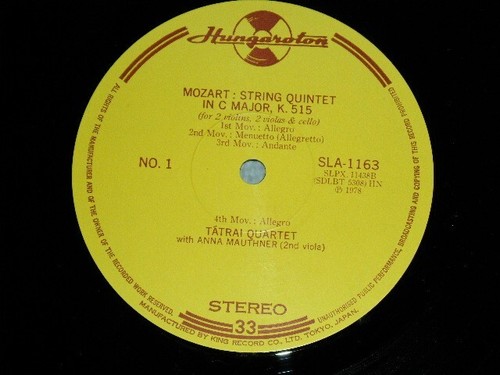 Hungaroton
MOZART : STRING QUINTET
IN C MAJOR, K. 515
(for 2 violins, 2 violas & cello)
1st Mov. : Allegro
2nd Mov. : Menuetto (Allegretto)
3rd Mov. : Andante
NO. 1
SLA-1163
SLPX. 11438B
(SDLBT 5308) HN
Ⓟ 1978
4th Mov. : Allegro
TÁTRAI QUARTET
with ANNA MAUTHNER (2nd viola)
STEREO
33
ALL RIGHTS OF THE MANUFACTURER AND OF THE OWNER OF THE RECORDED WORK RESERVED.
UNAUTHORISED PUBLIC PERFORMANCE, BROADCASTING AND COPYING OF THIS RECORD PROHIBITED
MANUFACTURED BY KING RECORD CO. LTD. TOKYO, JAPAN.